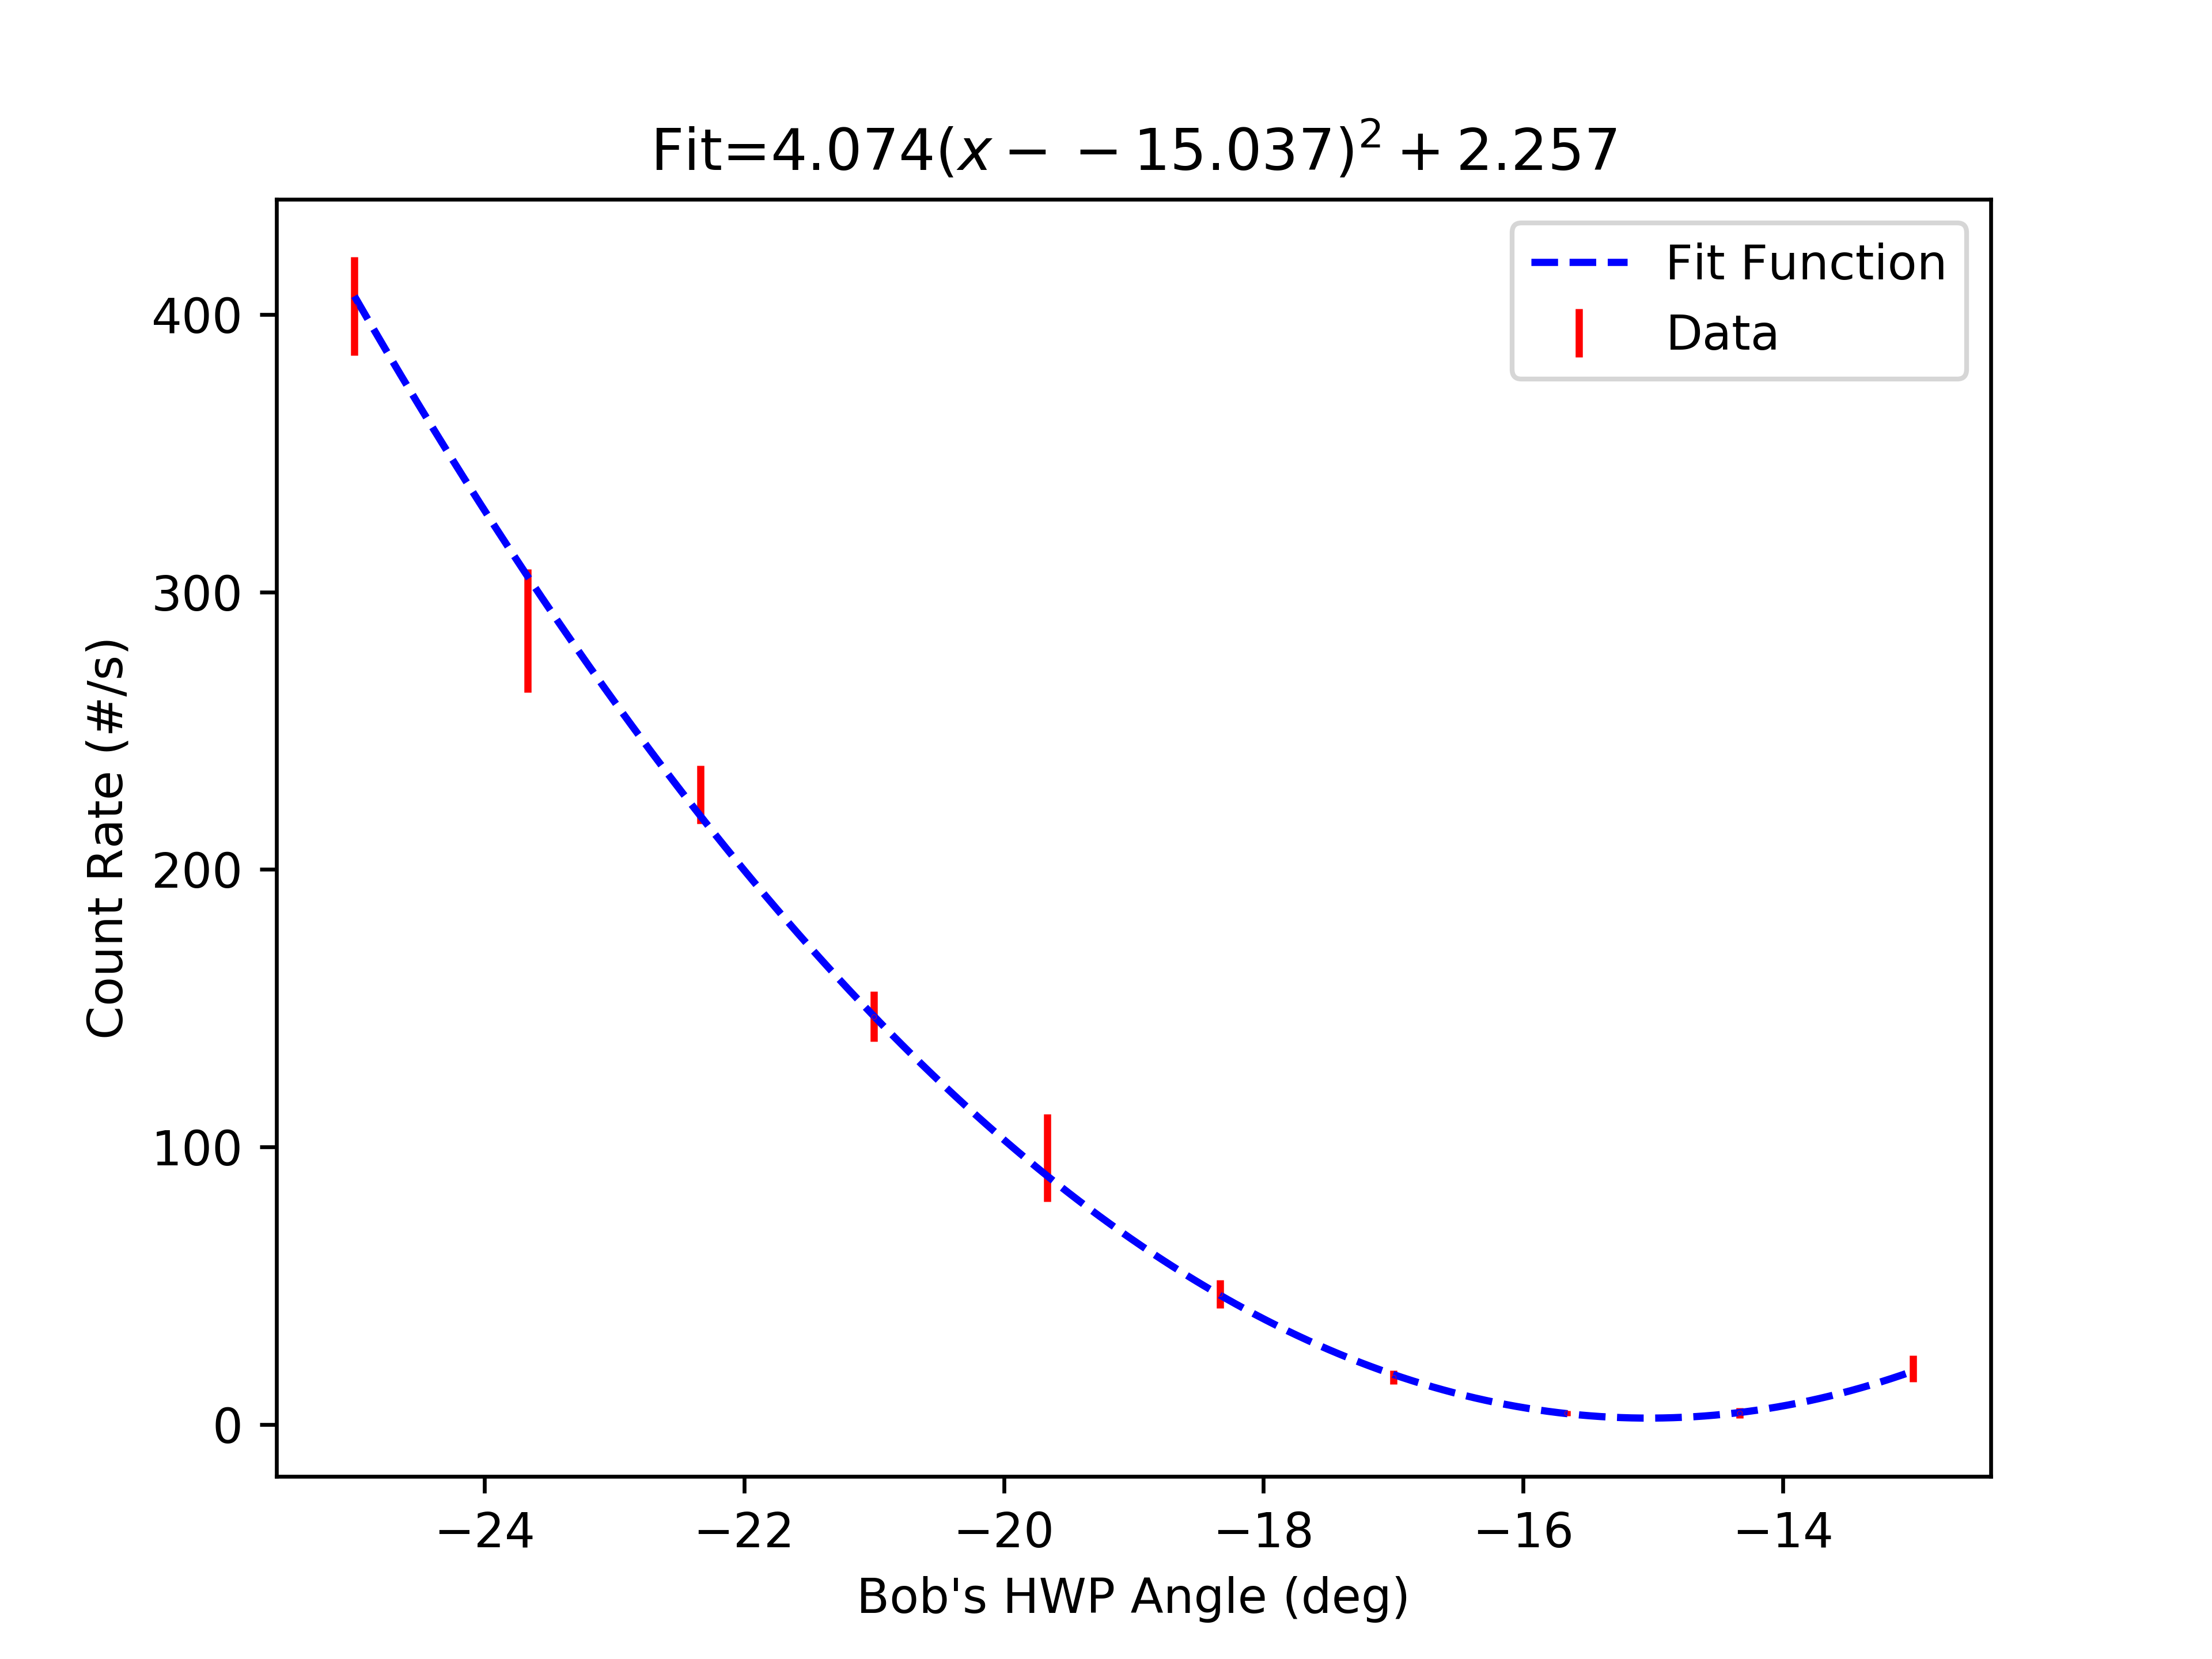 Fit=4.074(x − −15.037)² + 2.257
Fit Function
Data
400
300
200
100
0
Count Rate (#/s)
−24 −22 −20 −18 −16 −14
Bob's HWP Angle (deg)